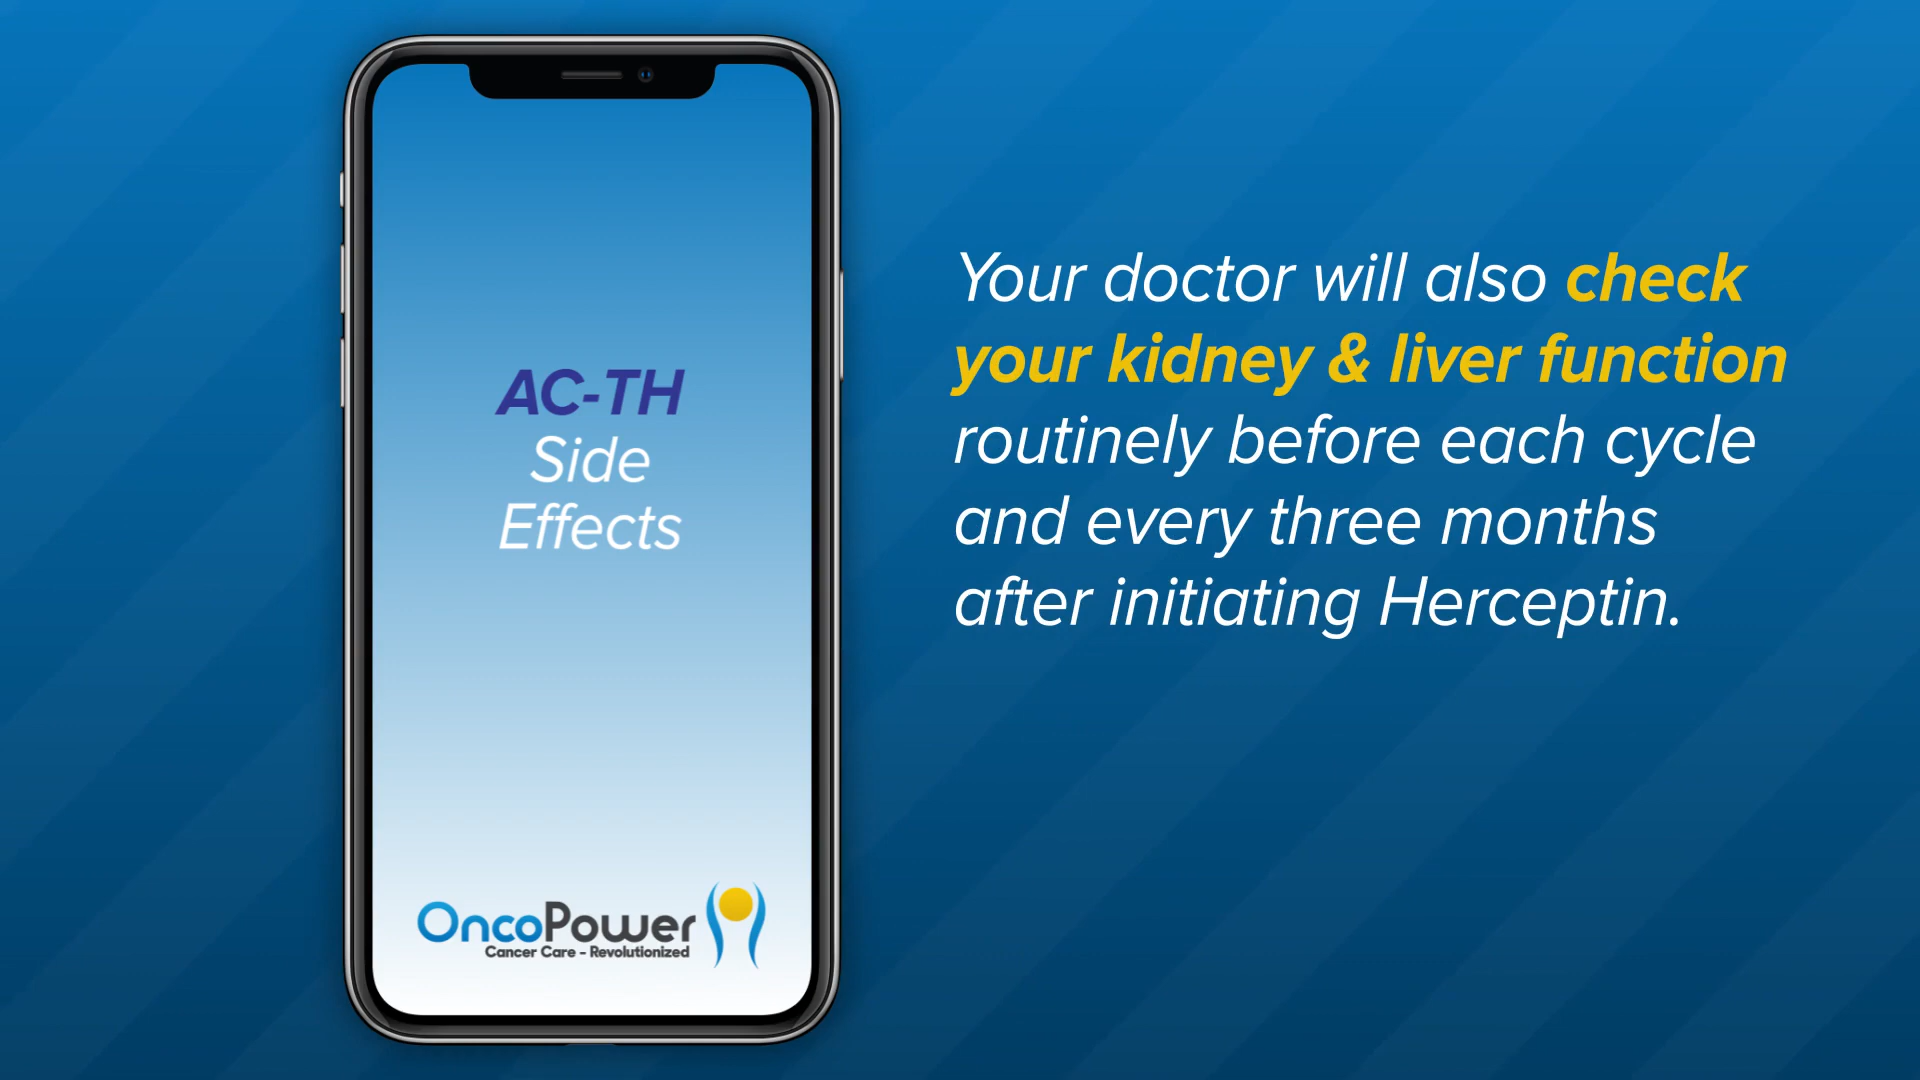 AC-TH
Side
Effects
OncoPower
Cancer Care - Revolutionized
Your doctor will also check
your kidney & liver function
routinely before each cycle
and every three months
after initiating Herceptin.